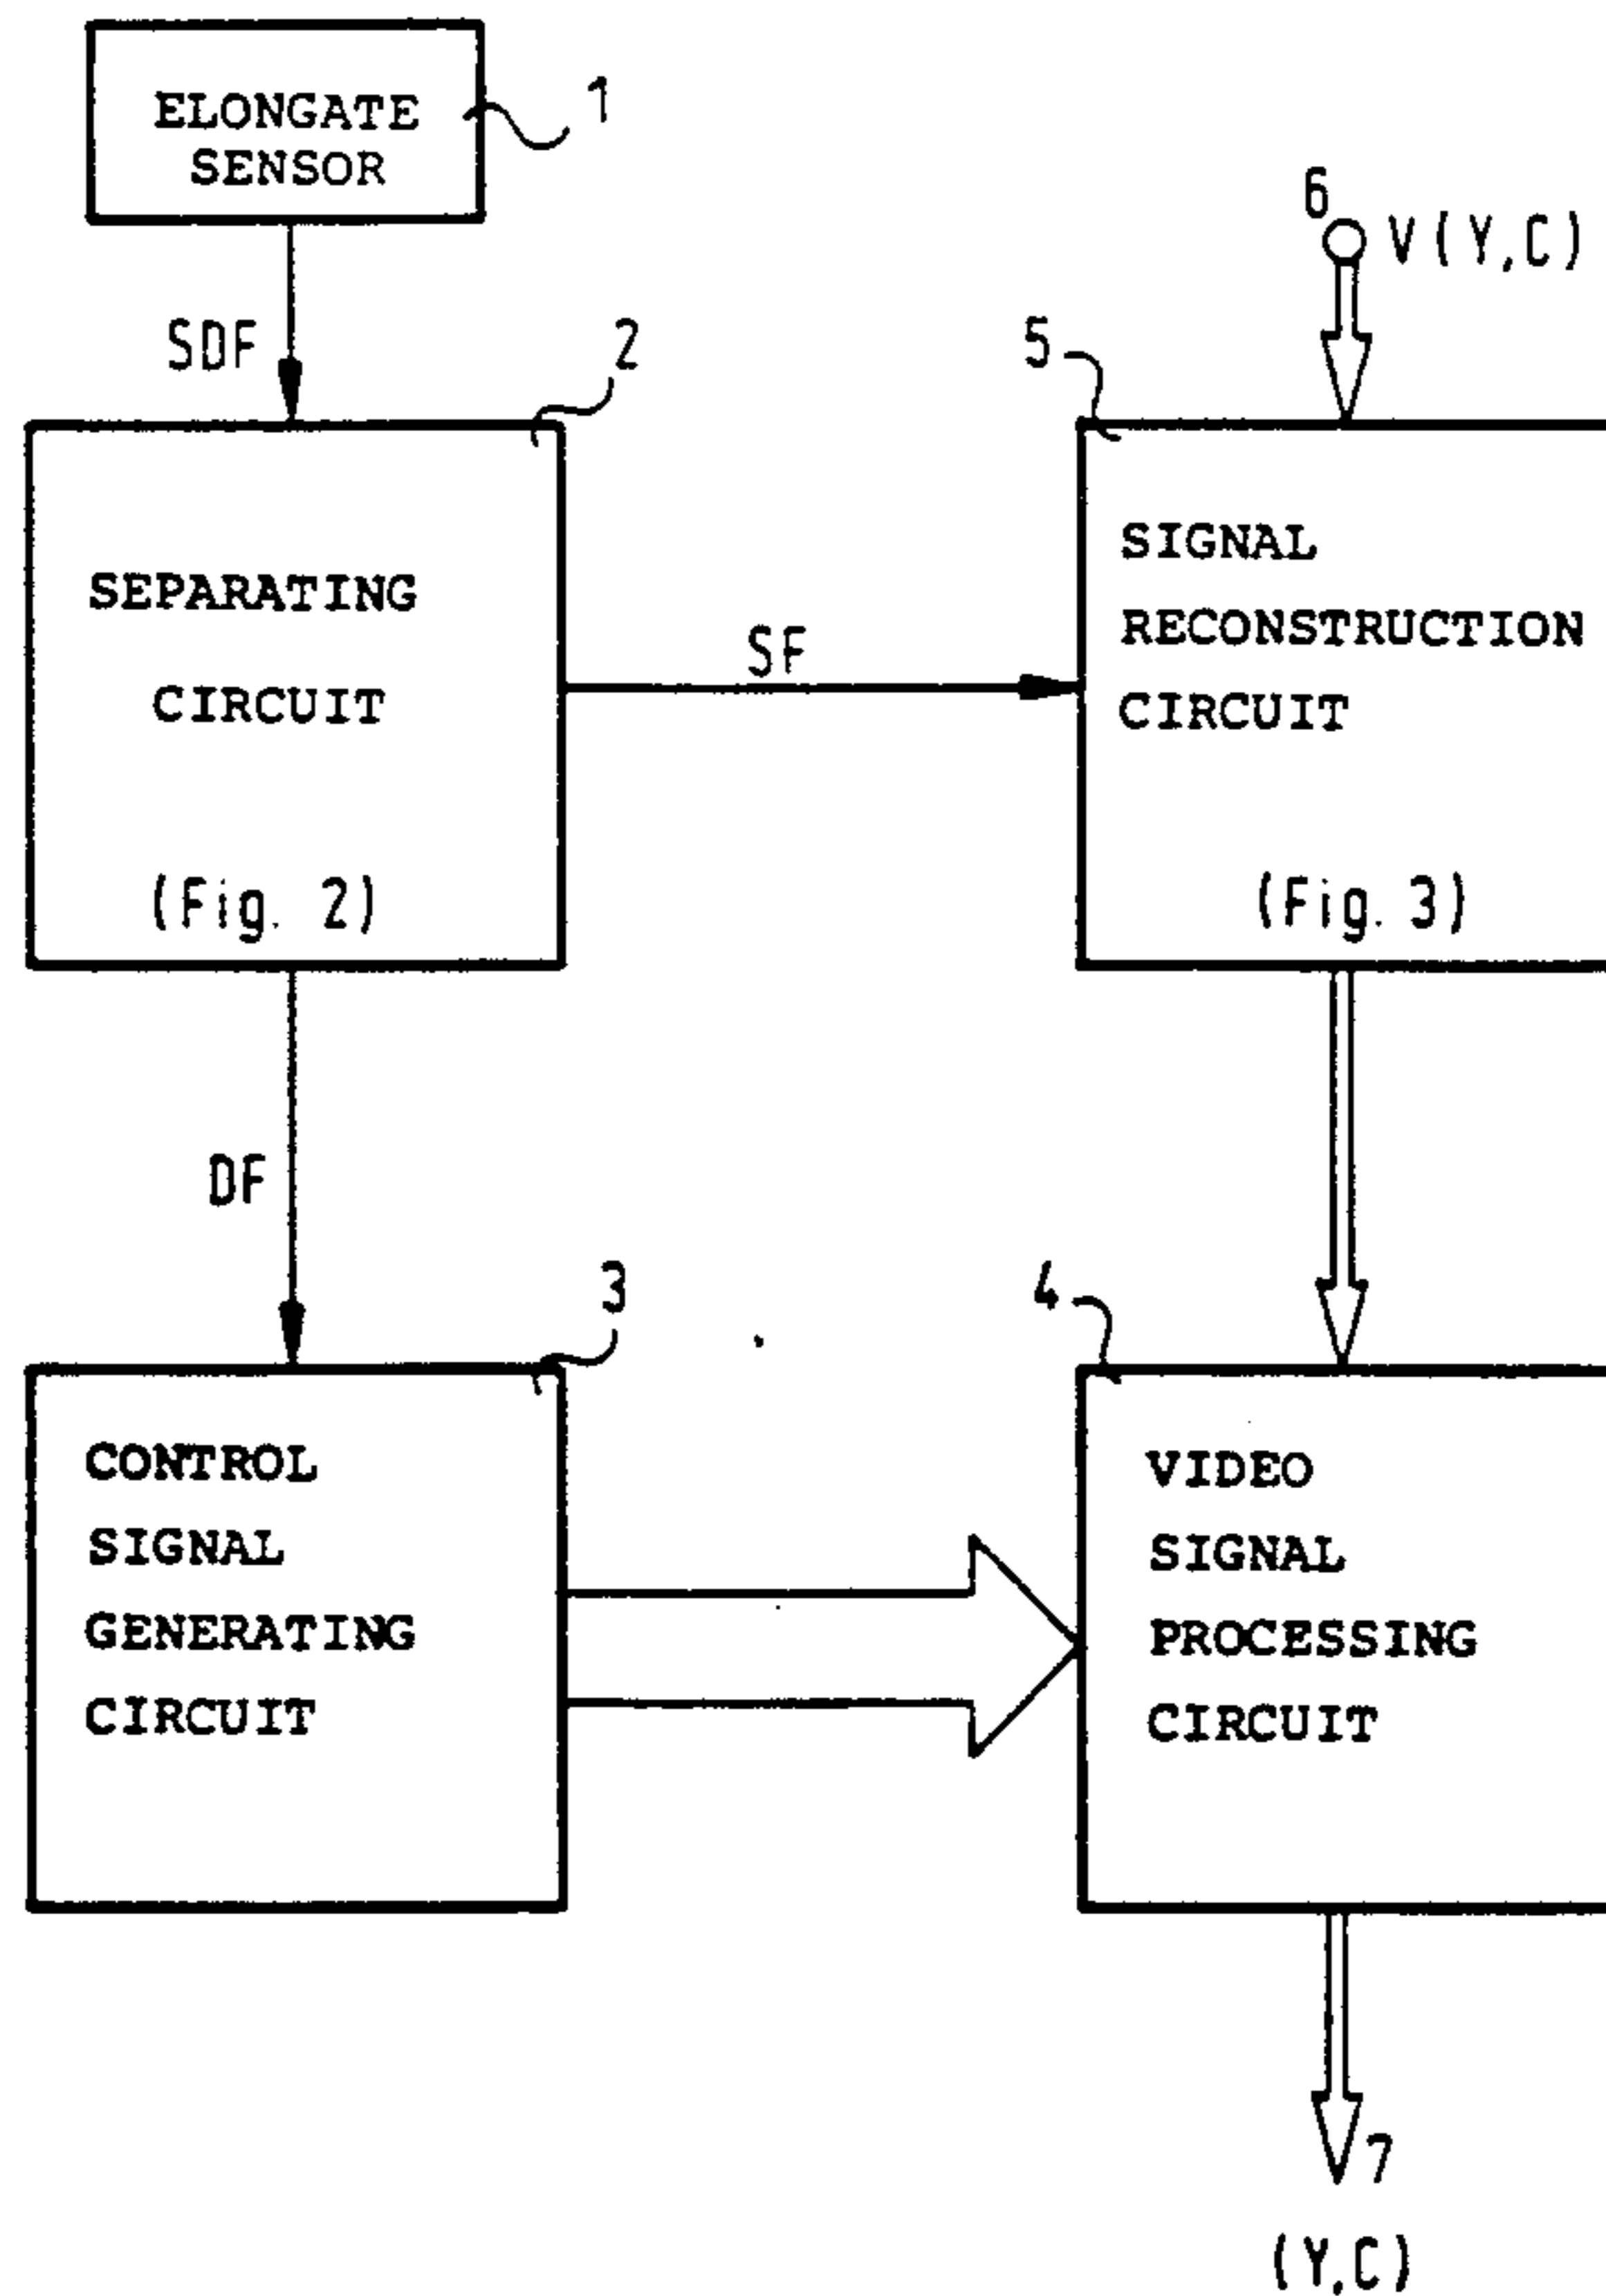 ELONGATE
SENSOR
1
SDF
2
SEPARATING
CIRCUIT
(Fig. 2)
SF
6
V(Y,C)
5
SIGNAL
RECONSTRUCTION
CIRCUIT
(Fig. 3)
DF
3
CONTROL
SIGNAL
GENERATING
CIRCUIT
4
VIDEO
SIGNAL
PROCESSING
CIRCUIT
7
(Y,C)